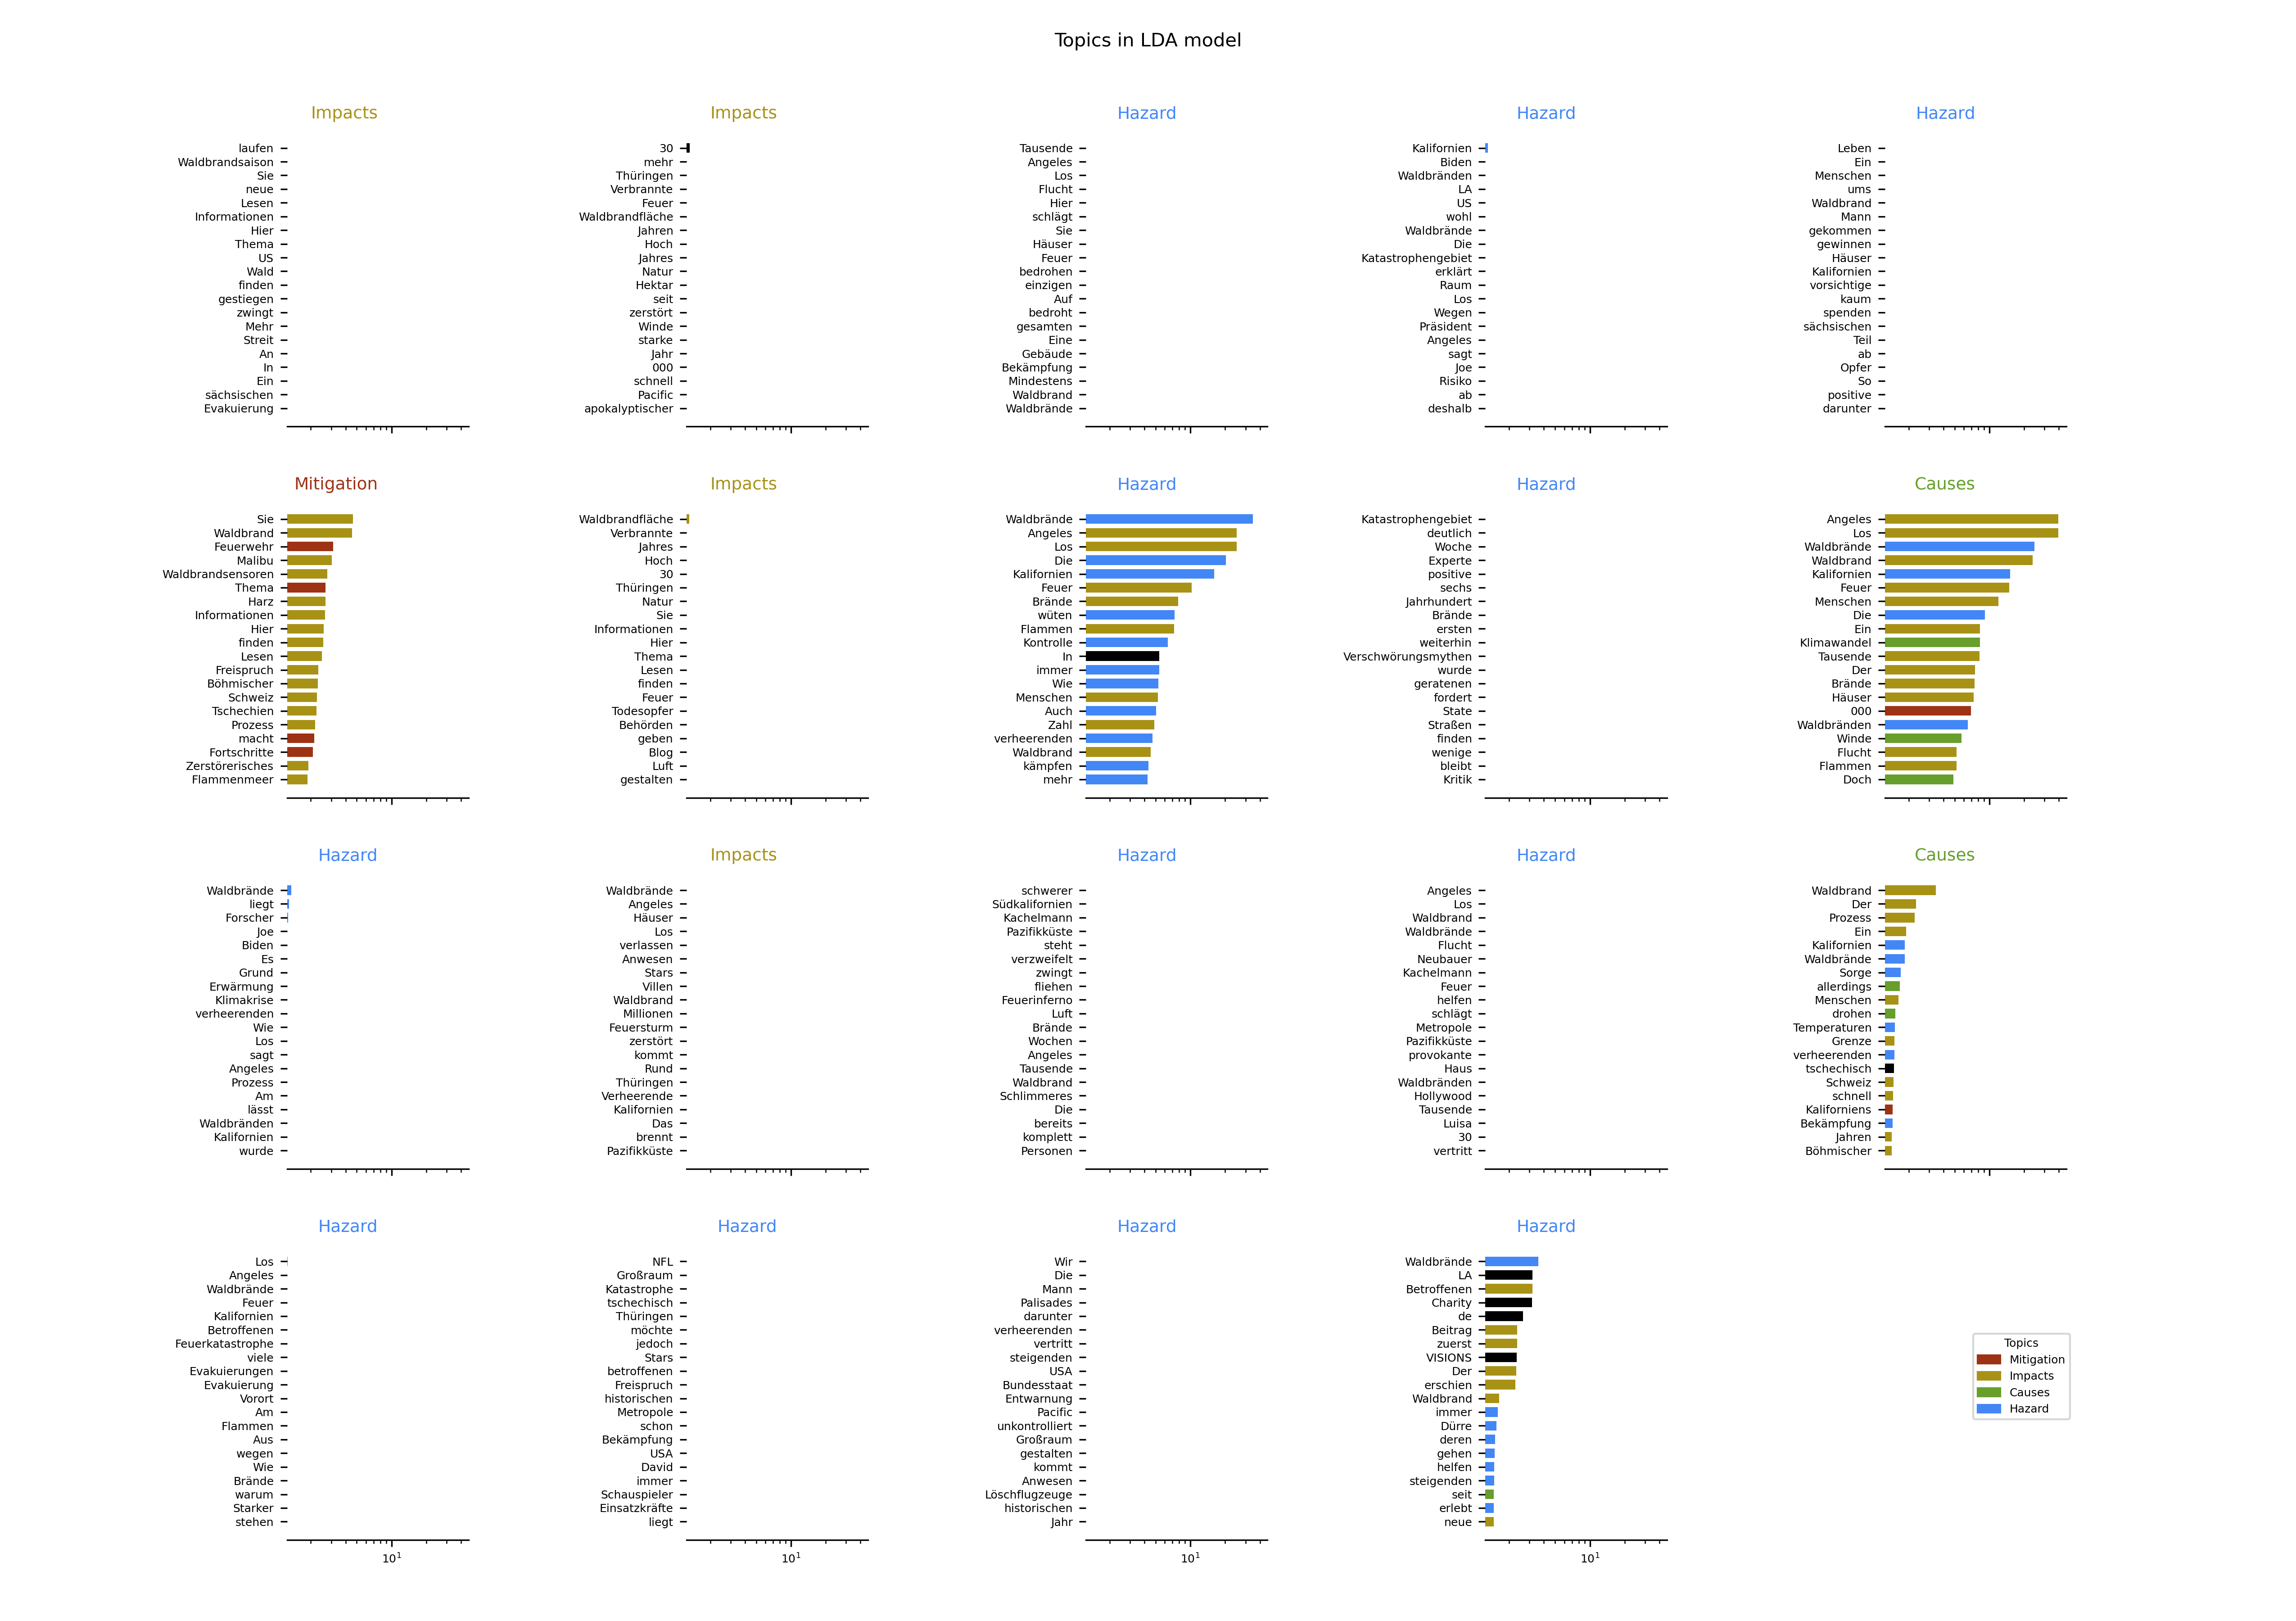 Topics in LDA model
Impacts
laufen
Waldbrandsaison
Sie
neue
Lesen
Informationen
Hier
Thema
US
Wald
finden
gestiegen
zwingt
Mehr
Streit
An
In
Ein
sächsischen
Evakuierung
Impacts
30
mehr
Thüringen
Verbrannte
Feuer
Waldbrandfläche
Jahren
Hoch
Jahres
Natur
Hektar
seit
zerstört
Winde
starke
Jahr
000
schnell
Pacific
apokalyptischer
Hazard
Tausende
Angeles
Los
Flucht
Hier
schlägt
Sie
Häuser
Feuer
bedrohen
einzigen
Auf
bedroht
gesamten
Eine
Gebäude
Bekämpfung
Mindestens
Waldbrand
Waldbrände
Hazard
Kalifornien
Biden
Waldbränden
LA
US
wohl
Waldbrände
Die
Katastrophengebiet
erklärt
Raum
Los
Wegen
Präsident
Angeles
sagt
Joe
Risiko
ab
deshalb
Hazard
Leben
Ein
Menschen
ums
Waldbrand
Mann
gekommen
gewinnen
Häuser
Kalifornien
vorsichtige
kaum
spenden
sächsischen
Teil
ab
Opfer
So
positive
darunter
Mitigation
Sie
Waldbrand
Feuerwehr
Malibu
Waldbrandsensoren
Thema
Harz
Informationen
Hier
finden
Lesen
Freispruch
Böhmischer
Schweiz
Tschechien
Prozess
macht
Fortschritte
Zerstörerisches
Flammenmeer
Impacts
Waldbrandfläche
Verbrannte
Jahres
Hoch
30
Thüringen
Natur
Sie
Informationen
Hier
Thema
Lesen
finden
Feuer
Todesopfer
Behörden
geben
Blog
Luft
gestalten
Hazard
Waldbrände
Angeles
Los
Die
Kalifornien
Feuer
Brände
wüten
Flammen
Kontrolle
In
immer
Wie
Menschen
Auch
Zahl
verheerenden
Waldbrand
kämpfen
mehr
Hazard
Katastrophengebiet
deutlich
Woche
Experte
positive
sechs
Jahrhundert
Brände
ersten
weiterhin
Verschwörungsmythen
wurde
geratenen
fordert
State
Straßen
finden
wenige
bleibt
Kritik
Causes
Angeles
Los
Waldbrände
Waldbrand
Kalifornien
Feuer
Menschen
Die
Ein
Klimawandel
Tausende
Der
Brände
Häuser
000
Waldbränden
Winde
Flucht
Flammen
Doch
Hazard
Waldbrände
liegt
Forscher
Joe
Biden
Es
Grund
Erwärmung
Klimakrise
verheerenden
Wie
Los
sagt
Angeles
Prozess
Am
lässt
Waldbränden
Kalifornien
wurde
Impacts
Waldbrände
Angeles
Häuser
Los
verlassen
Anwesen
Stars
Villen
Waldbrand
Millionen
Feuersturm
zerstört
kommt
Rund
Thüringen
Verheerende
Kalifornien
Das
brennt
Pazifikküste
Hazard
schwerer
Südkalifornien
Kachelmann
Pazifikküste
steht
verzweifelt
zwingt
fliehen
Feuerinferno
Luft
Brände
Wochen
Angeles
Tausende
Waldbrand
Schlimmeres
Die
bereits
komplett
Personen
Hazard
Angeles
Los
Waldbrand
Waldbrände
Flucht
Neubauer
Kachelmann
Feuer
helfen
schlägt
Metropole
Pazifikküste
provokante
Haus
Waldbränden
Hollywood
Tausende
Luisa
30
vertritt
Causes
Waldbrand
Der
Prozess
Ein
Kalifornien
Waldbrände
Sorge
allerdings
Menschen
drohen
Temperaturen
Grenze
verheerenden
tschechisch
Schweiz
schnell
Kaliforniens
Bekämpfung
Jahren
Böhmischer
Hazard
Los
Angeles
Waldbrände
Feuer
Kalifornien
Betroffenen
Feuerkatastrophe
viele
Evakuierungen
Evakuierung
Vorort
Am
Flammen
Aus
wegen
Wie
Brände
warum
Starker
stehen
10¹
Hazard
NFL
Großraum
Katastrophe
tschechisch
Thüringen
möchte
jedoch
Stars
betroffenen
Freispruch
historischen
Metropole
schon
Bekämpfung
USA
David
immer
Schauspieler
Einsatzkräfte
liegt
10¹
Hazard
Wir
Die
Mann
Palisades
darunter
verheerenden
vertritt
steigenden
USA
Bundesstaat
Entwarnung
Pacific
unkontrolliert
Großraum
gestalten
kommt
Anwesen
Löschflugzeuge
historischen
Jahr
10¹
Hazard
Waldbrände
LA
Betroffenen
Charity
de
Beitrag
zuerst
VISIONS
Der
erschien
Waldbrand
immer
Dürre
deren
gehen
helfen
steigenden
seit
erlebt
neue
10¹
Topics
Mitigation
Impacts
Causes
Hazard